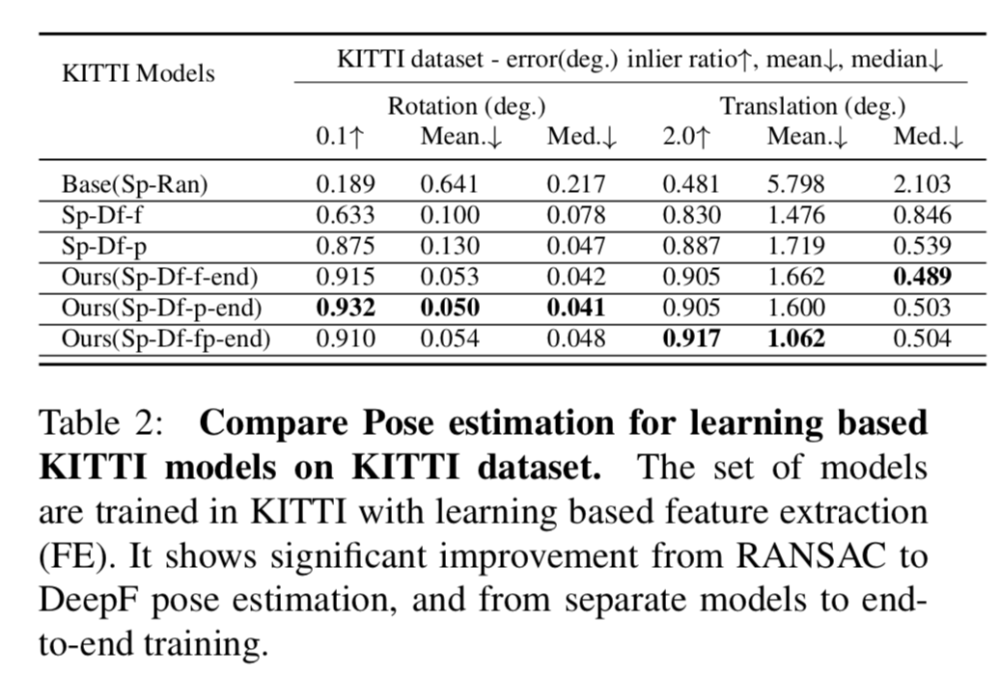 KITTI Models KITTI dataset - error(deg.) inlier ratio↑, mean↓, median↓
Rotation (deg.) Translation (deg.)
0.1↑ Mean.↓ Med.↓ 2.0↑ Mean.↓ Med.↓
Base(Sp-Ran) 0.189 0.641 0.217 0.481 5.798 2.103
Sp-Df-f 0.633 0.100 0.078 0.830 1.476 0.846
Sp-Df-p 0.875 0.130 0.047 0.887 1.719 0.539
Ours(Sp-Df-f-end) 0.915 0.053 0.042 0.905 1.662 0.489
Ours(Sp-Df-p-end) 0.932 0.050 0.041 0.905 1.600 0.503
Ours(Sp-Df-fp-end) 0.910 0.054 0.048 0.917 1.062 0.504
Table 2: Compare Pose estimation for learning based
KITTI models on KITTI dataset. The set of models
are trained in KITTI with learning based feature extraction
(FE). It shows significant improvement from RANSAC to
DeepF pose estimation, and from separate models to end-
to-end training.